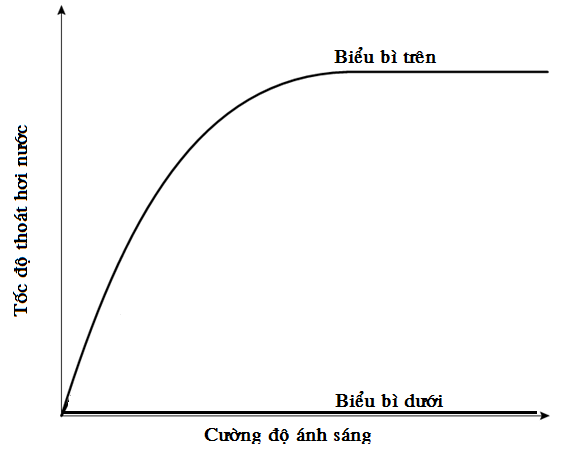 Biểu bì trên
Tốc độ thoát hơi nước
Biểu bì dưới
Cường độ ánh sáng